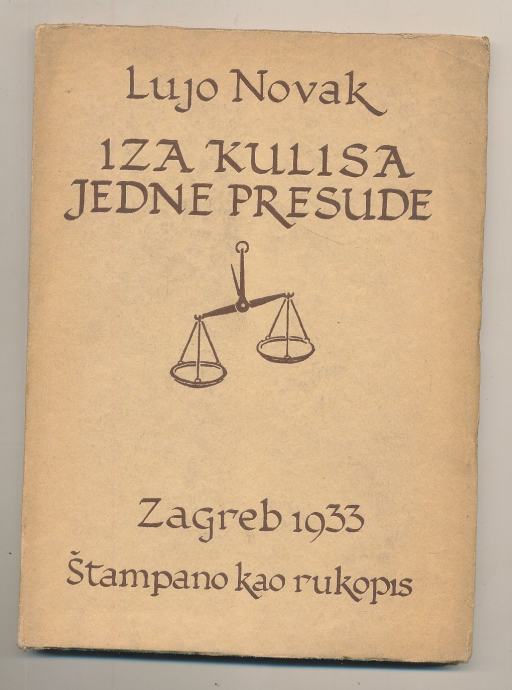 Lujo Novak
IZA KULISA
JEDNE PRESUDE
Zagreb 1933
Štampano kao rukopis